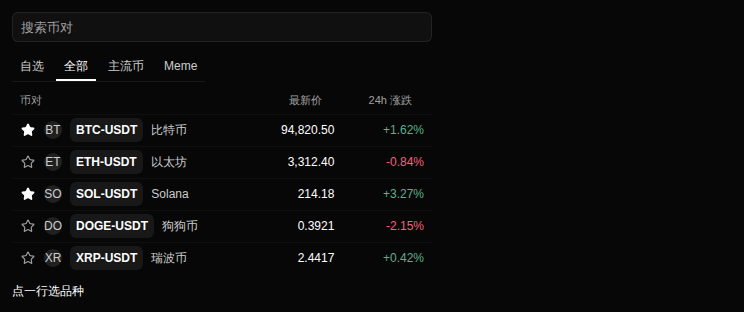 搜索币对
自选 全部 主流币 Meme
币对 最新价 24h 涨跌
BT BTC-USDT 比特币 94,820.50 +1.62%
ET ETH-USDT 以太坊 3,312.40 -0.84%
SO SOL-USDT Solana 214.18 +3.27%
DO DOGE-USDT 狗狗币 0.3921 -2.15%
XR XRP-USDT 瑞波币 2.4417 +0.42%
点一行选品种